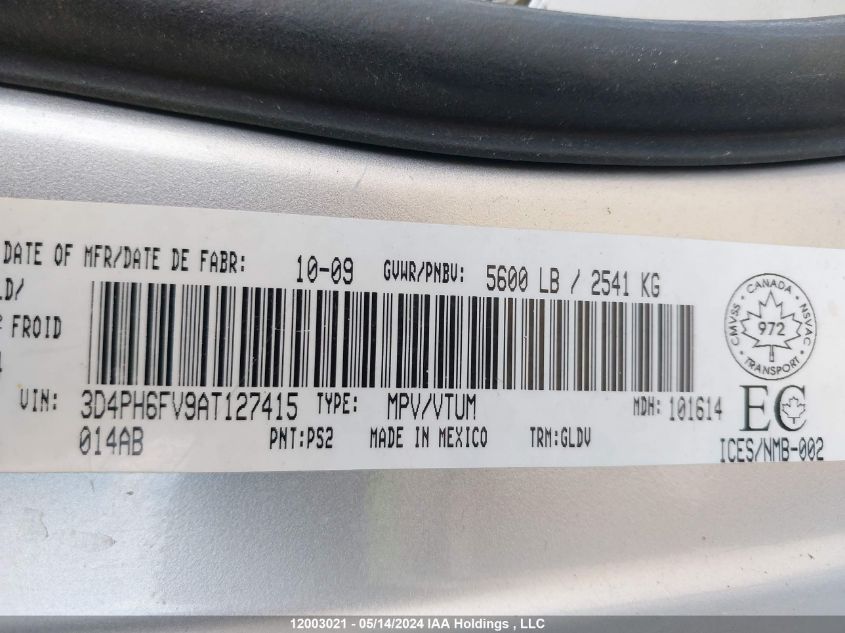 DATE OF MFR/DATE DE FABR: 10-09 GVWR/PNBV: 5600 LB / 2541 KG
LD/
FROID
CMVSS · CANADA · NSVAC · TRANSPORT
972
VIN: 3D4PH6FV9AT127415 TYPE: MPV/VTUM MDH: 101614
EC
014AB PNT:PS2 MADE IN MEXICO TRM:GLDV ICES/NMB-002
12003021 - 05/14/2024 IAA Holdings , LLC